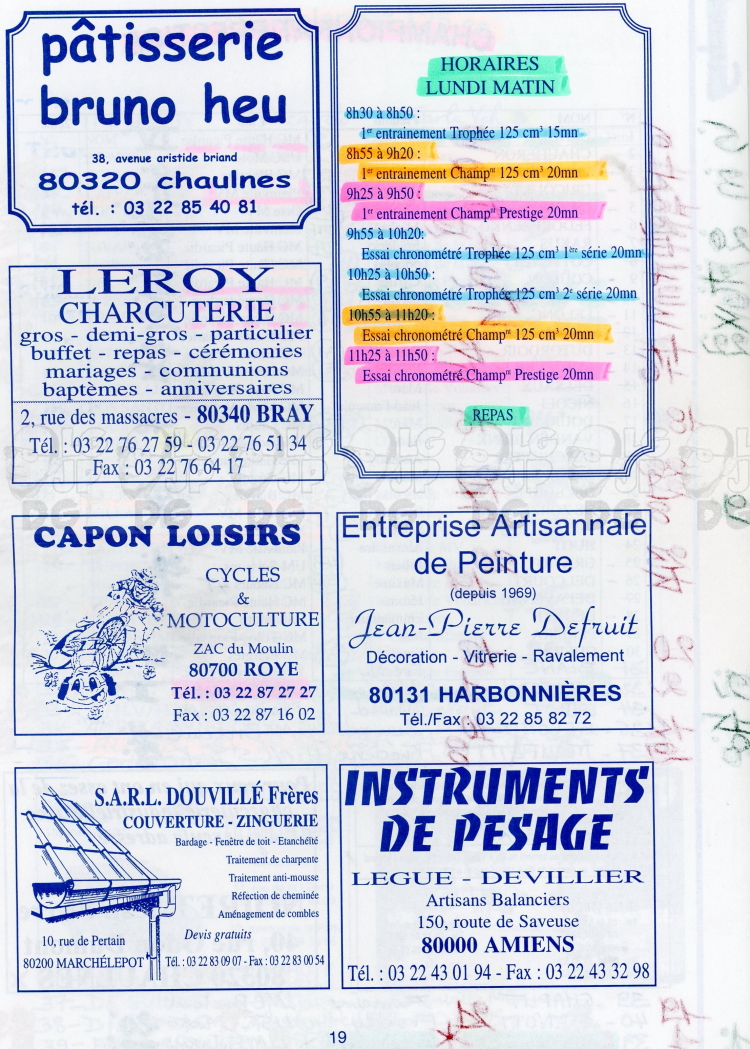 pâtisserie
bruno heu
38, avenue aristide briand
80320 chaulnes
tél. : 03 22 85 40 81
HORAIRES
LUNDI MATIN
8h30 à 8h50 :
1er entrainement Trophée 125 cm³ 15mn
8h55 à 9h20 :
1er entrainement Champnt 125 cm³ 20mn
9h25 à 9h50 :
1er entrainement Champnt Prestige 20mn
9h55 à 10h20:
Essai chronométré Trophée 125 cm³ 1ère série 20mn
10h25 à 10h50 :
Essai chronométré Trophée 125 cm³ 2e série 20mn
10h55 à 11h20 :
Essai chronométré Champnt 125 cm³ 20mn
11h25 à 11h50 :
Essai chronométré Champnt Prestige 20mn
REPAS
LEROY
CHARCUTERIE
gros - demi-gros - particulier
buffet - repas - cérémonies
mariages - communions
baptèmes - anniversaires
2, rue des massacres - 80340 BRAY
Tél. : 03 22 76 27 59 - 03 22 76 51 34
Fax : 03 22 76 64 17
CAPON LOISIRS
CYCLES
&
MOTOCULTURE
ZAC du Moulin
80700 ROYE
Tél. : 03 22 87 27 27
Fax : 03 22 87 16 02
Entreprise Artisannale
de Peinture
(depuis 1969)
Jean-Pierre Defruit
Décoration - Vitrerie - Ravalement
80131 HARBONNIÈRES
Tél./Fax : 03 22 85 82 72
S.A.R.L. DOUVILLÉ Frères
COUVERTURE - ZINGUERIE
Bardage - Fenêtre de toit - Etanchéité
Traitement de charpente
Traitement anti-mousse
Réfection de cheminée
Aménagement de combles
Devis gratuits
10, rue de Pertain
80200 MARCHÉLEPOT
Tél. : 03 22 83 09 07 - Fax : 03 22 83 00 54
INSTRUMENTS
DE PESAGE
LEGUE - DEVILLIER
Artisans Balanciers
150, route de Saveuse
80000 AMIENS
Tél. : 03 22 43 01 94 - Fax : 03 22 43 32 98
19